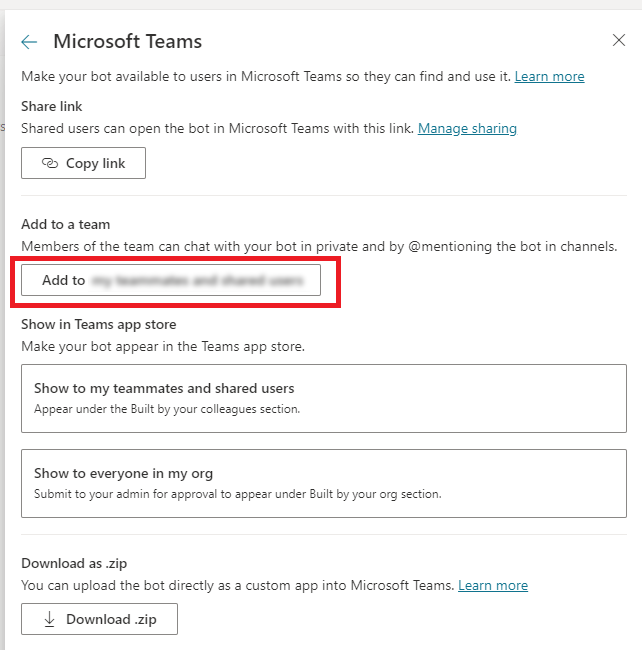 Microsoft Teams
Make your bot available to users in Microsoft Teams so they can find and use it. Learn more
Share link
Shared users can open the bot in Microsoft Teams with this link. Manage sharing
Copy link
Add to a team
Members of the team can chat with your bot in private and by @mentioning the bot in channels.
Add to
Show in Teams app store
Make your bot appear in the Teams app store.
Show to my teammates and shared users
Appear under the Built by your colleagues section.
Show to everyone in my org
Submit to your admin for approval to appear under Built by your org section.
Download as .zip
You can upload the bot directly as a custom app into Microsoft Teams. Learn more
Download .zip